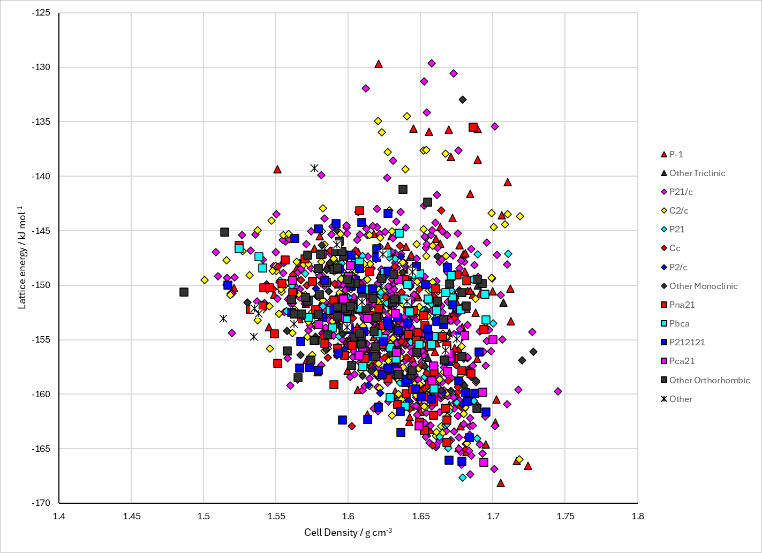 -125
-130
-135
-140
-145
-150
-155
-160
-165
-170
Lattice energy / kJ mol-1
1.4 1.45 1.5 1.55 1.6 1.65 1.7 1.75 1.8
Cell Density / g cm-3
P-1
Other Triclinic
P21/c
C2/c
P21
Cc
P2/c
Other Monoclinic
Pna21
Pbca
P212121
Pca21
Other Orthorhombic
Other